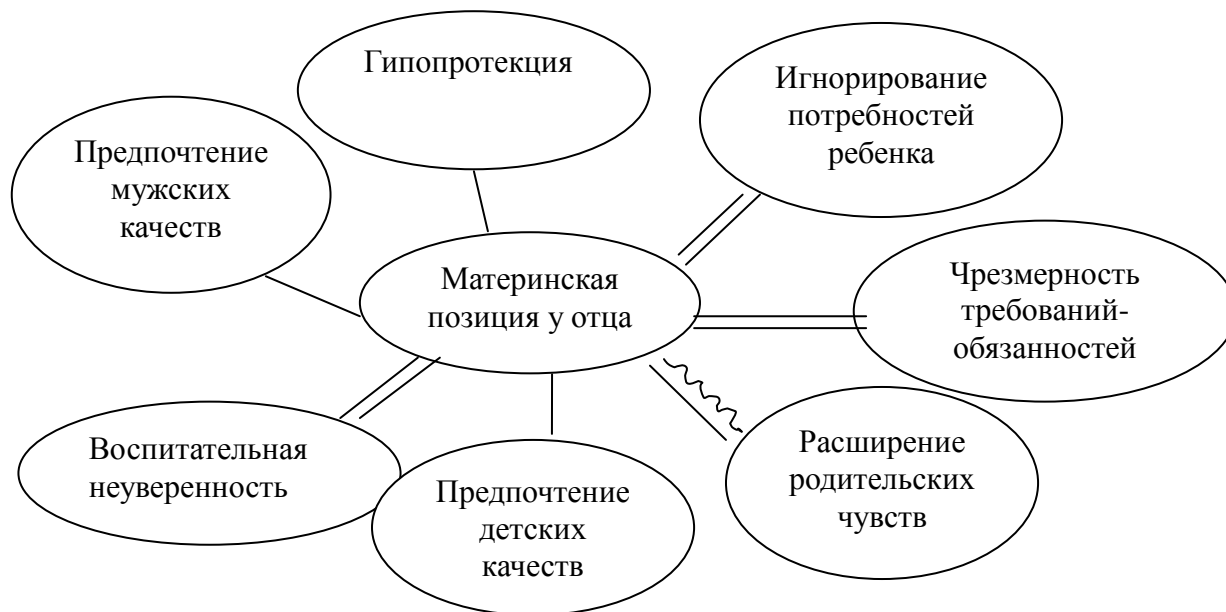 Гипопротекция
Игнорирование
потребностей
ребенка
Предпочтение
мужских
качеств
Материнская
позиция у отца
Чрезмерность
требований-
обязанностей
Воспитательная
неуверенность
Предпочтение
детских
качеств
Расширение
родительских
чувств